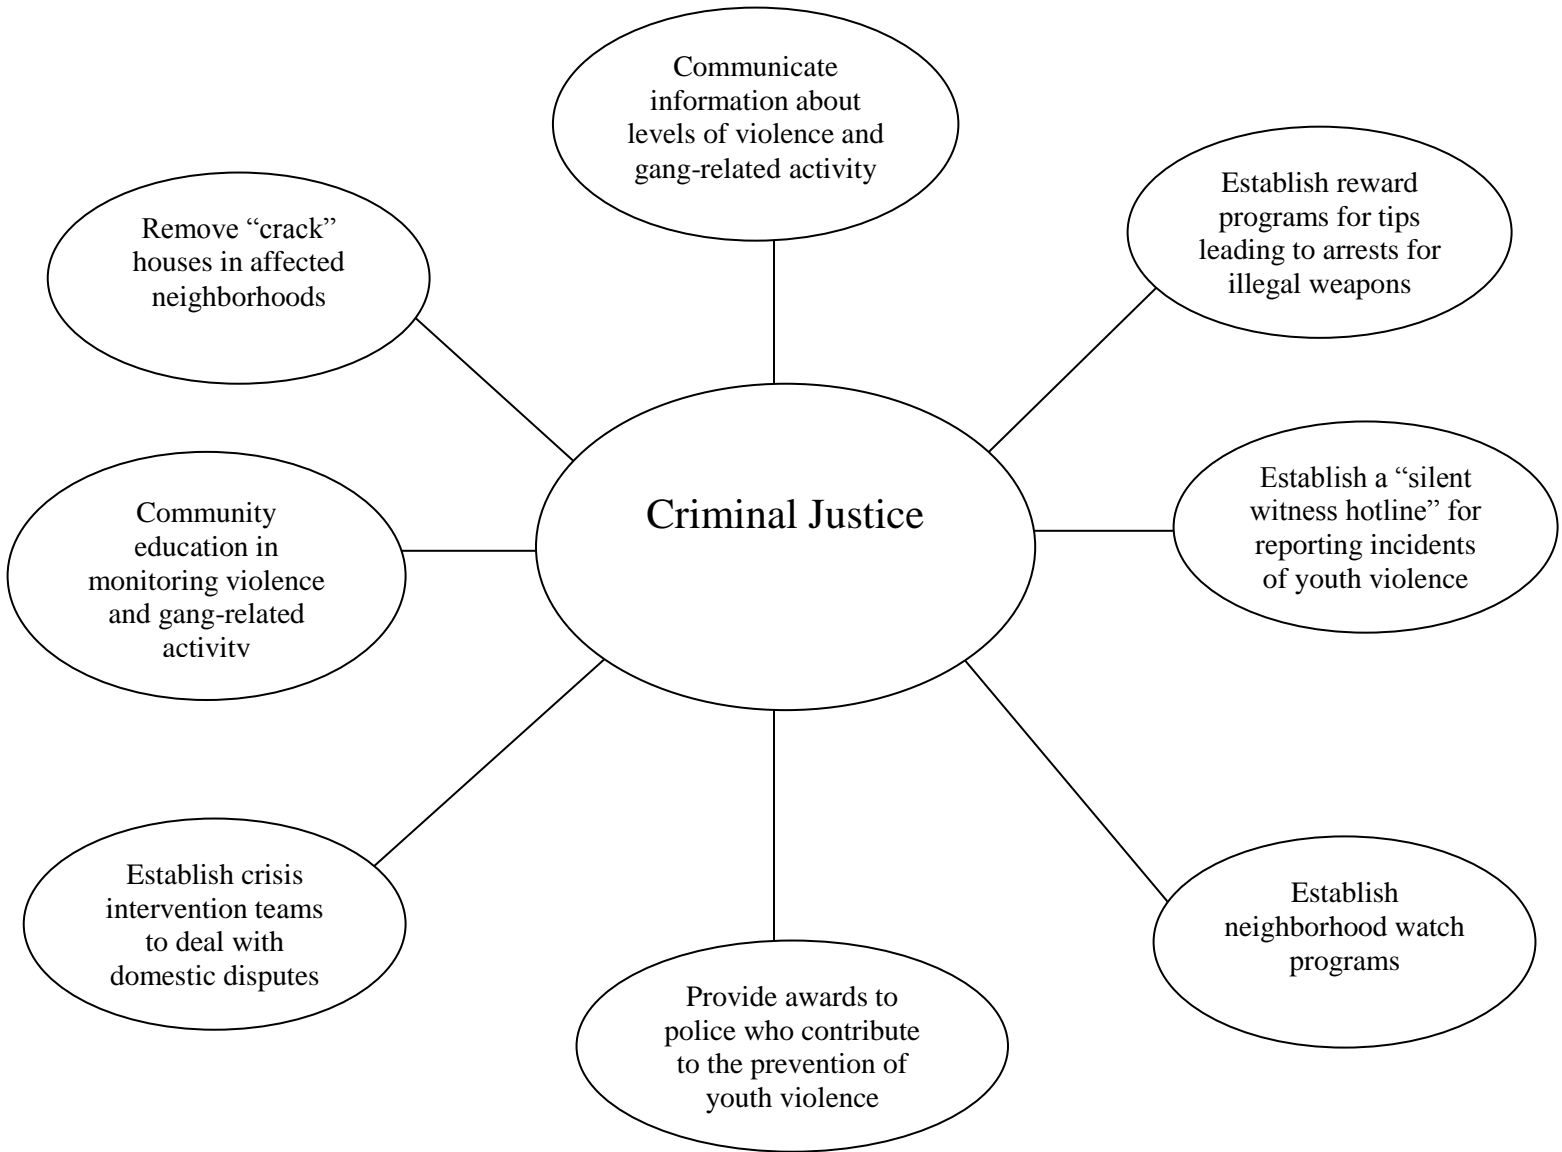 Communicate
information about
levels of violence and
gang-related activity
Establish reward
programs for tips
leading to arrests for
illegal weapons
Remove “crack”
houses in affected
neighborhoods
Criminal Justice
Establish a “silent
witness hotline” for
reporting incidents
of youth violence
Community
education in
monitoring violence
and gang-related
activity
Establish crisis
intervention teams
to deal with
domestic disputes
Establish
neighborhood watch
programs
Provide awards to
police who contribute
to the prevention of
youth violence